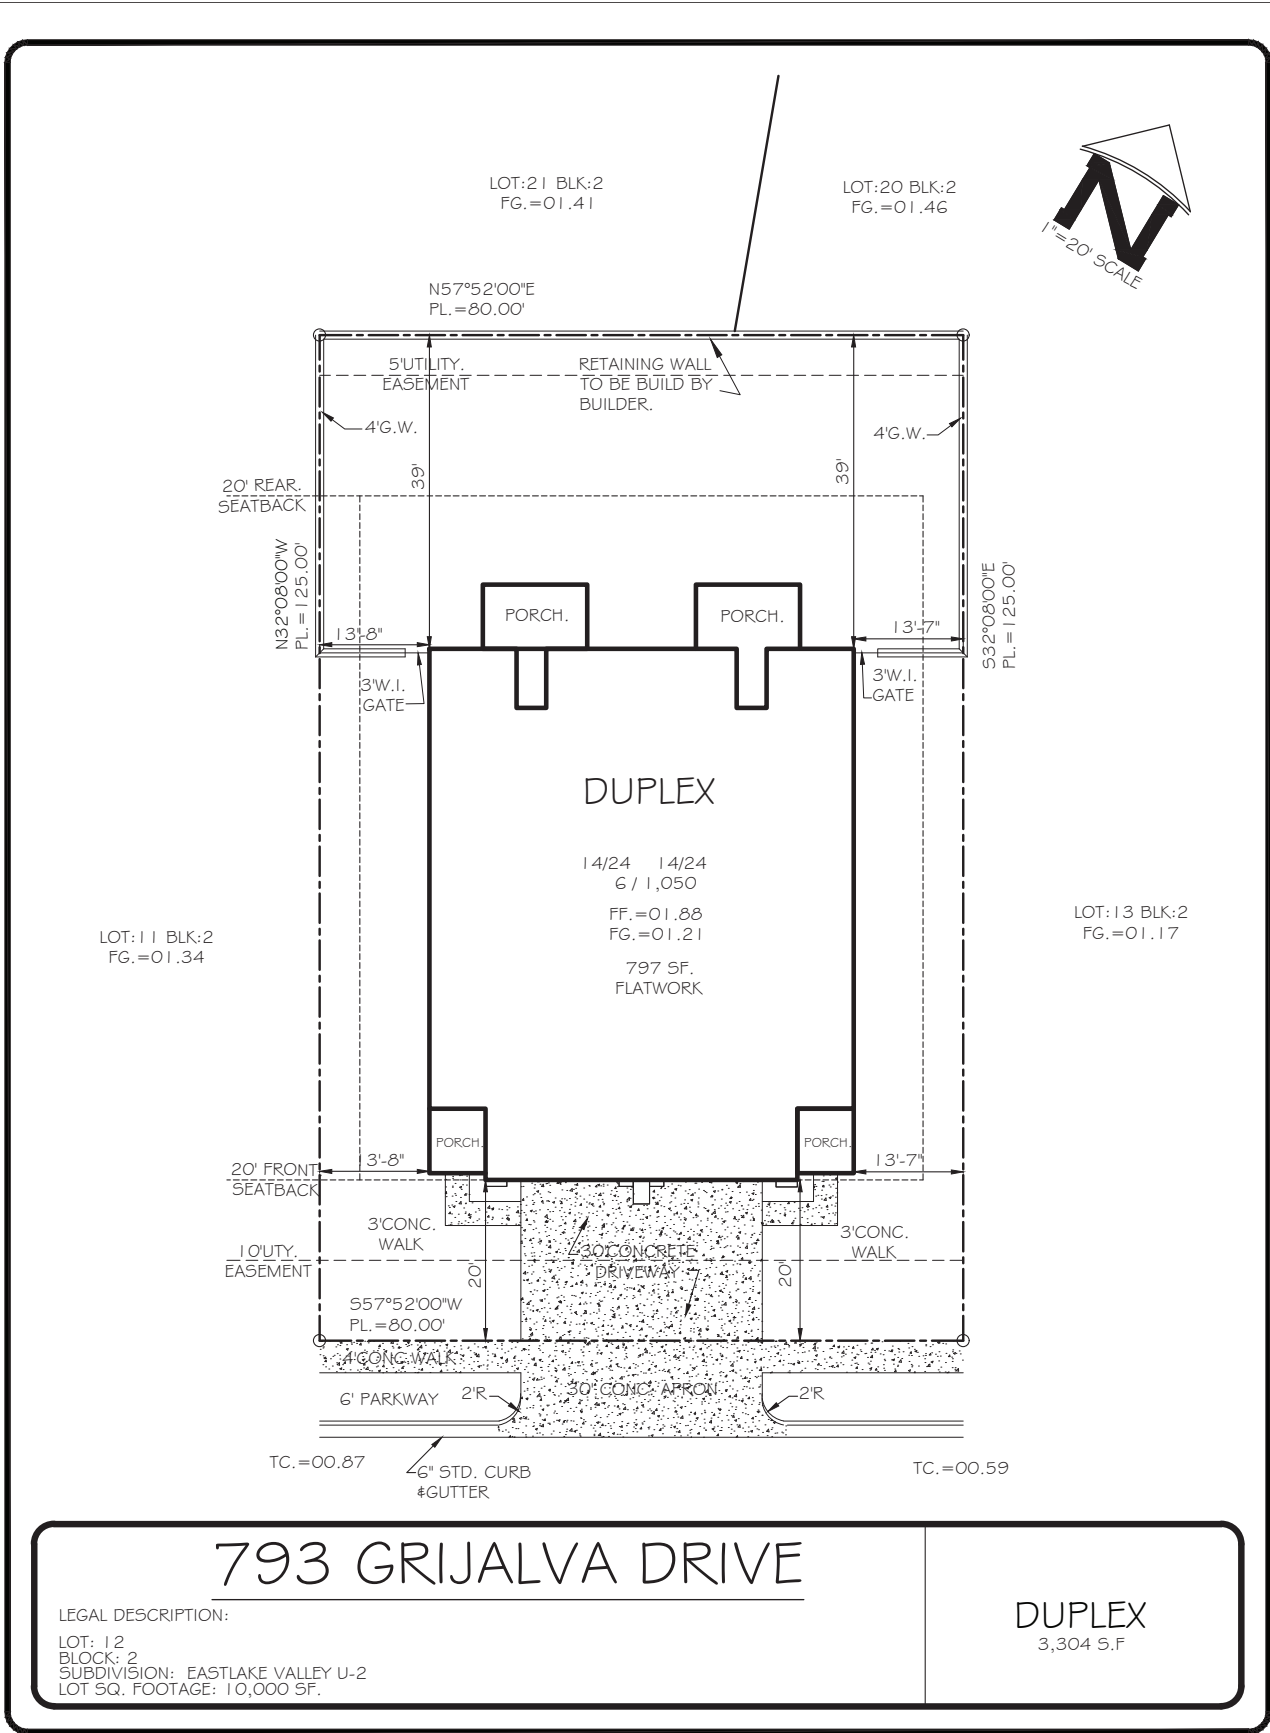 LOT:21 BLK:2
FG.=01.41
LOT:20 BLK:2
FG.=01.46
N
1"=20' SCALE
N57°52'00"E
PL.=80.00'
5'UTILITY.
EASEMENT
RETAINING WALL
TO BE BUILD BY
BUILDER.
4'G.W.
4'G.W.
39'
39'
20' REAR.
SEATBACK
N32°08'00"W
PL.=125.00'
S32°08'00"E
PL.=125.00'
PORCH.
PORCH.
13'-8"
13'-7"
3'W.I.
GATE
3'W.I.
GATE
DUPLEX
14/24 14/24
6 / 1,050
FF.=01.88
FG.=01.21
797 SF.
FLATWORK
LOT:11 BLK:2
FG.=01.34
LOT:13 BLK:2
FG.=01.17
PORCH.
PORCH.
20' FRONT
SEATBACK
3'-8"
13'-7"
3'CONC.
WALK
3'CONC.
WALK
10'UTY.
EASEMENT
30'CONCRETE
DRIVEWAY
20'
20'
S57°52'00"W
PL.=80.00'
4'CONC.WALK
6' PARKWAY
2'R
30' CONC. APRON
2'R
TC.=00.87
6" STD. CURB
&GUTTER
TC.=00.59
793 GRIJALVA DRIVE
LEGAL DESCRIPTION:
LOT: 12
BLOCK: 2
SUBDIVISION: EASTLAKE VALLEY U-2
LOT SQ. FOOTAGE: 10,000 SF.
DUPLEX
3,304 S.F